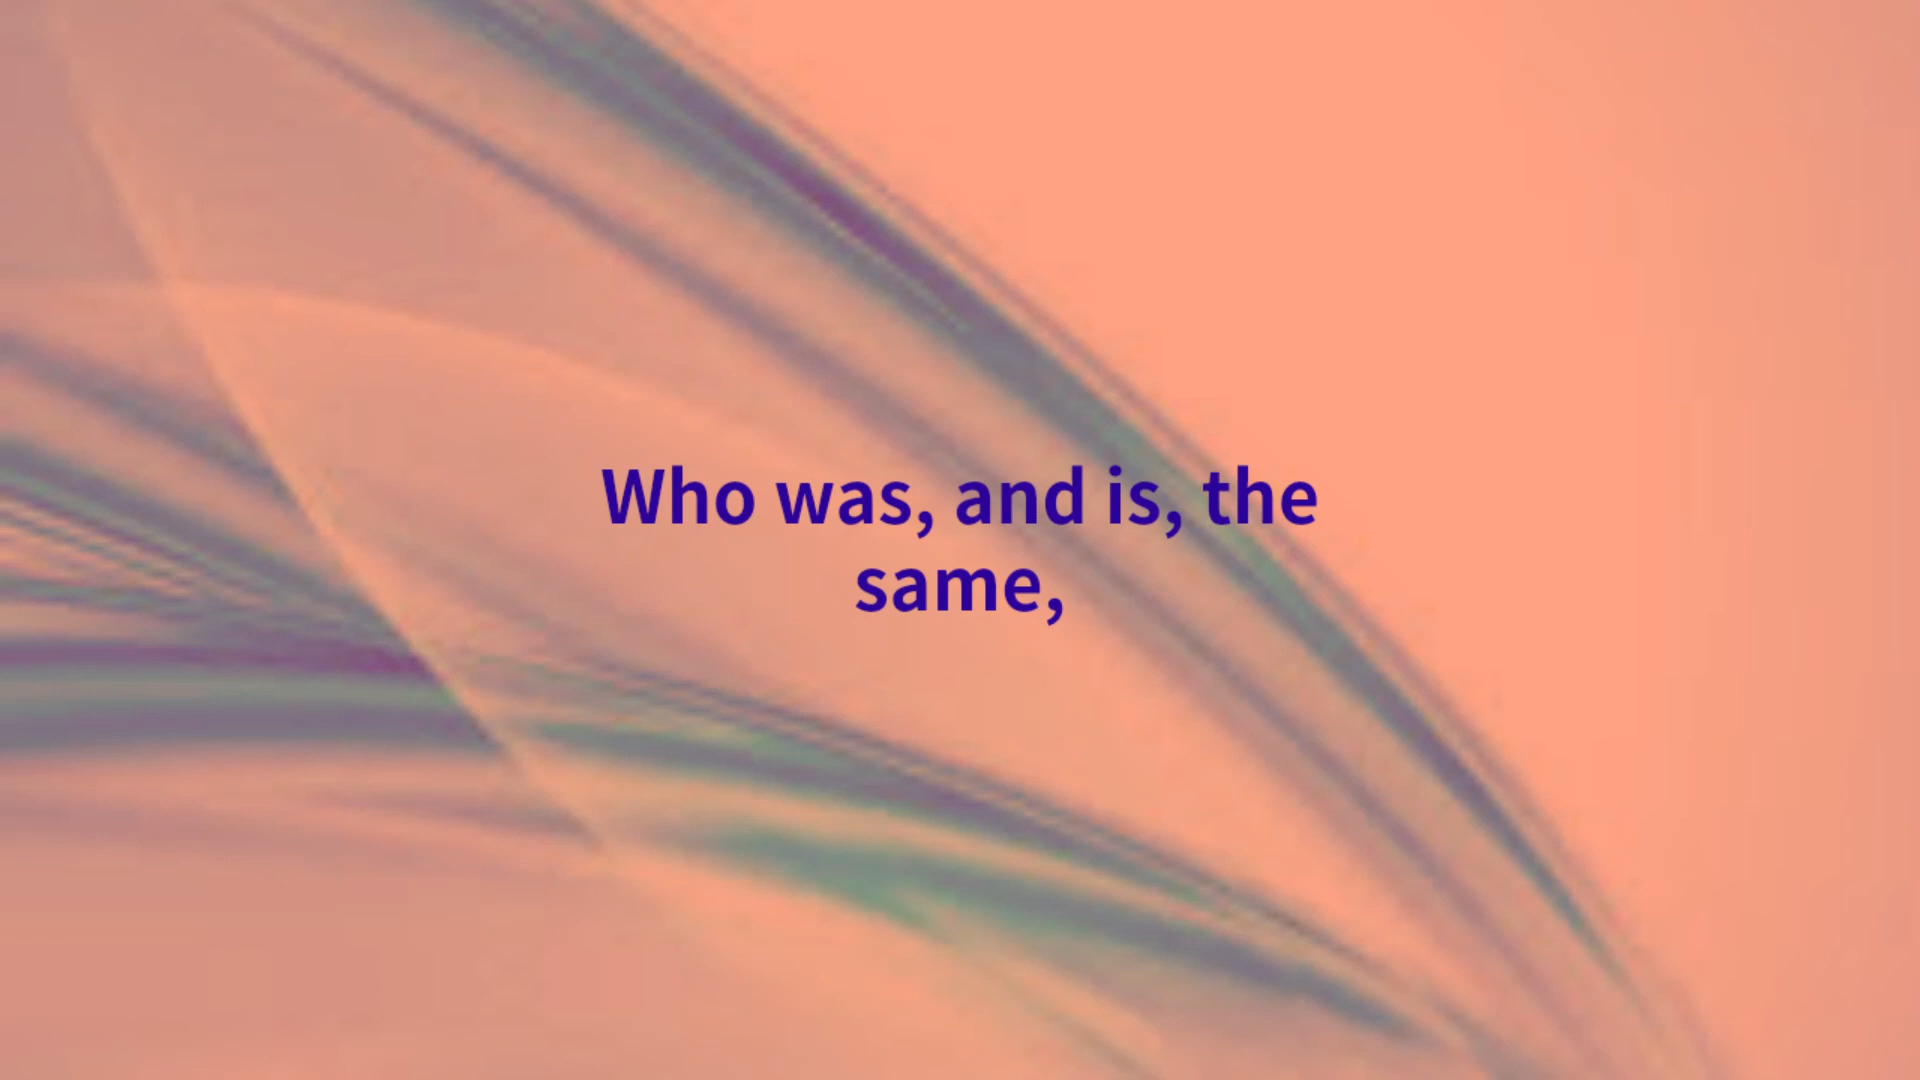 Who was, and is, the
same,